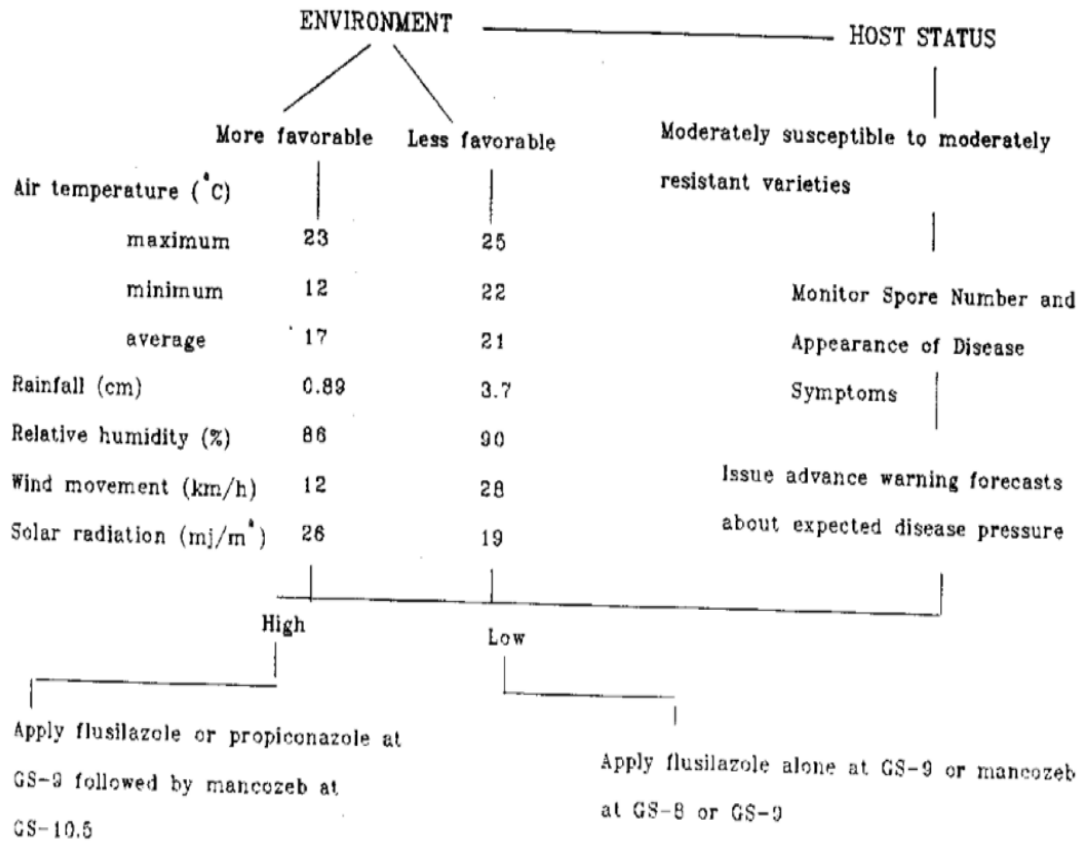 ENVIRONMENT HOST STATUS
More favorable Less favorable
Moderately susceptible to moderately
resistant varieties
Air temperature (°C)
maximum 23 25
minimum 12 22
average 17 21
Rainfall (cm) 0.89 3.7
Relative humidity (%) 86 90
Wind movement (km/h) 12 28
Solar radiation (mj/m²) 26 19
Monitor Spore Number and
Appearance of Disease
Symptoms
Issue advance warning forecasts
about expected disease pressure
High Low
Apply flusilazole or propiconazole at
GS-9 followed by mancozeb at
GS-10.5
Apply flusilazole alone at GS-9 or mancozeb
at GS-8 or GS-9